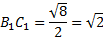 B₁C₁ = √8/2 = √2